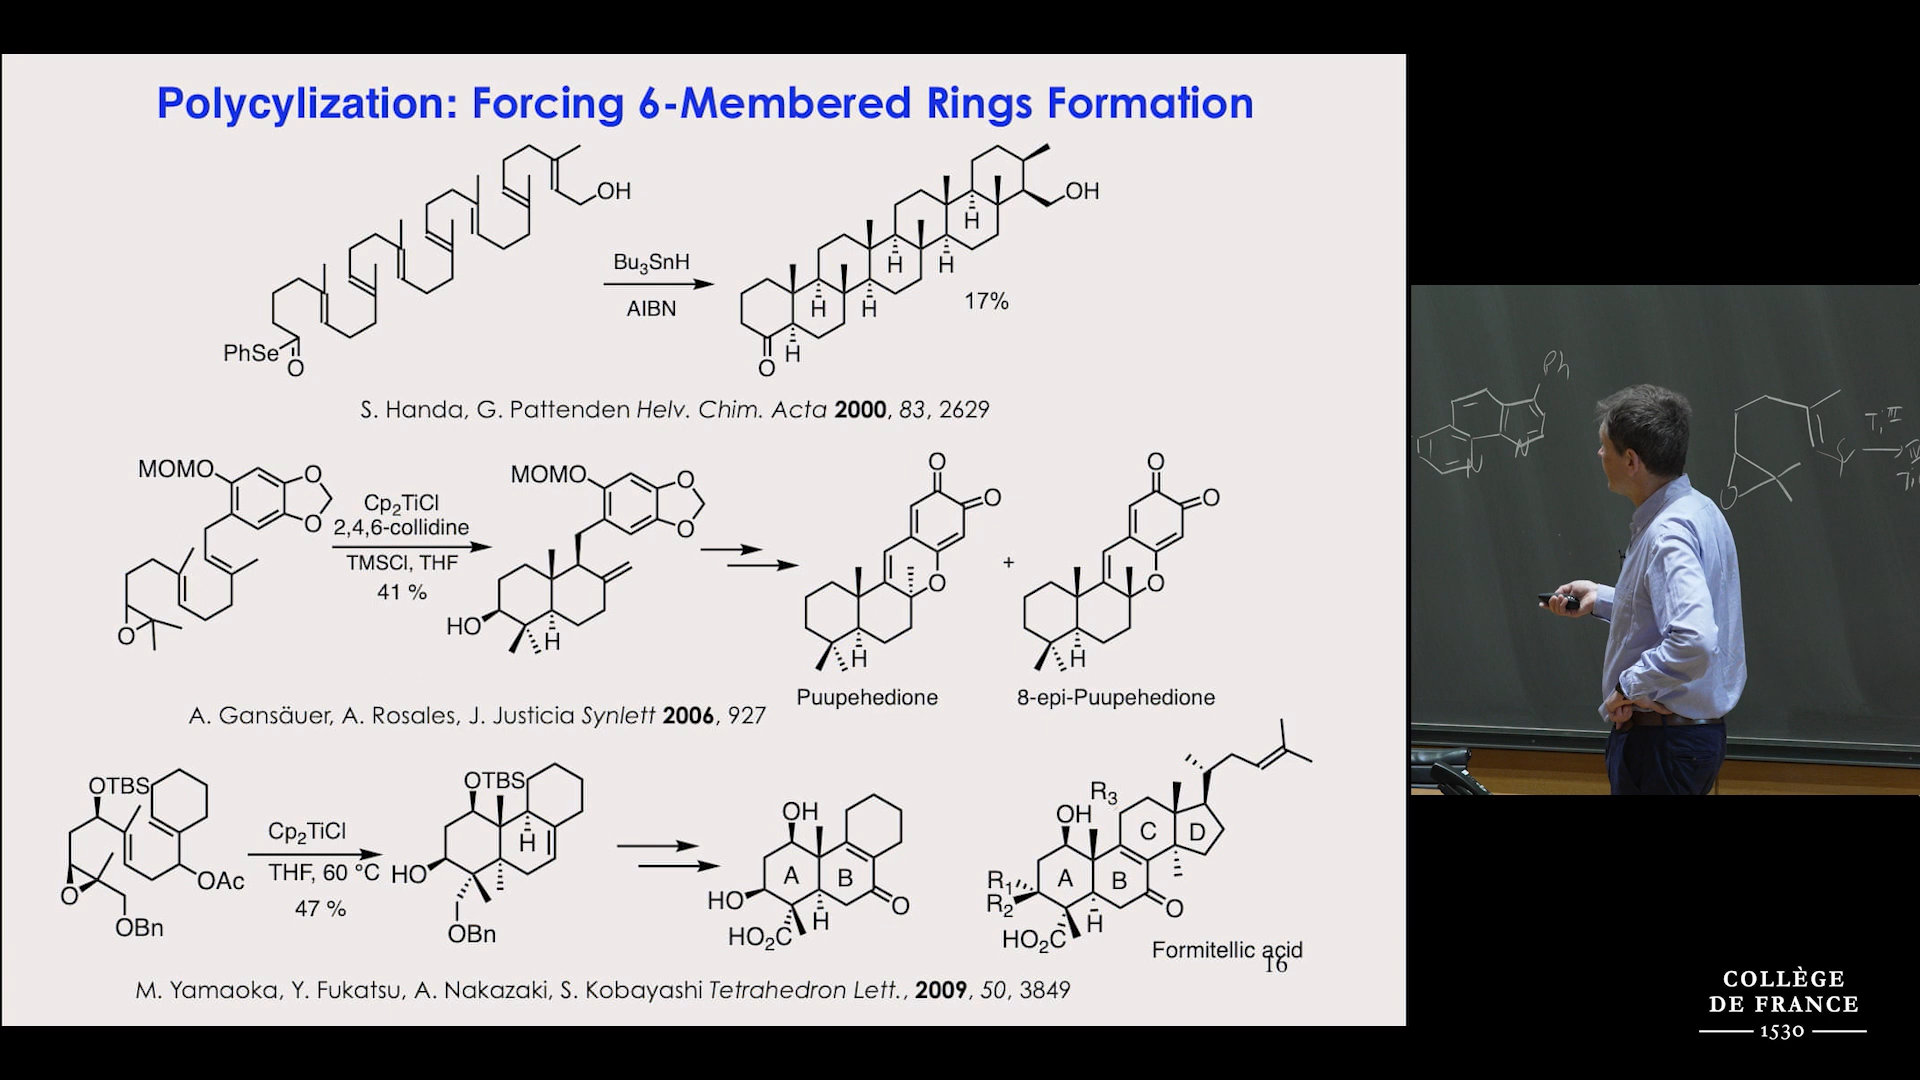 Polycylization: Forcing 6-Membered Rings Formation
OH
PhSe
O
Bu3SnH
AIBN
OH
H
H
H
H
H
H
O
17%
S. Handa, G. Pattenden Helv. Chim. Acta 2000, 83, 2629
MOMO
O
O
O
Cp2TiCl
2,4,6-collidine
TMSCl, THF
41 %
MOMO
O
O
HO
H
O
O
O
H
Puupehedione
+
O
O
O
H
8-epi-Puupehedione
A. Gansäuer, A. Rosales, J. Justicia Synlett 2006, 927
OTBS
O
OAc
OBn
Cp2TiCl
THF, 60 °C
47 %
OTBS
H
HO
OBn
OH
A
B
HO
H
O
HO2C
R3
OH
C
D
A
B
R1
R2
H
O
HO2C
Formitellic acid
16
M. Yamaoka, Y. Fukatsu, A. Nakazaki, S. Kobayashi Tetrahedron Lett., 2009, 50, 3849
Ph
N
N
O
Ti III
COLLÈGE
DE FRANCE
1530